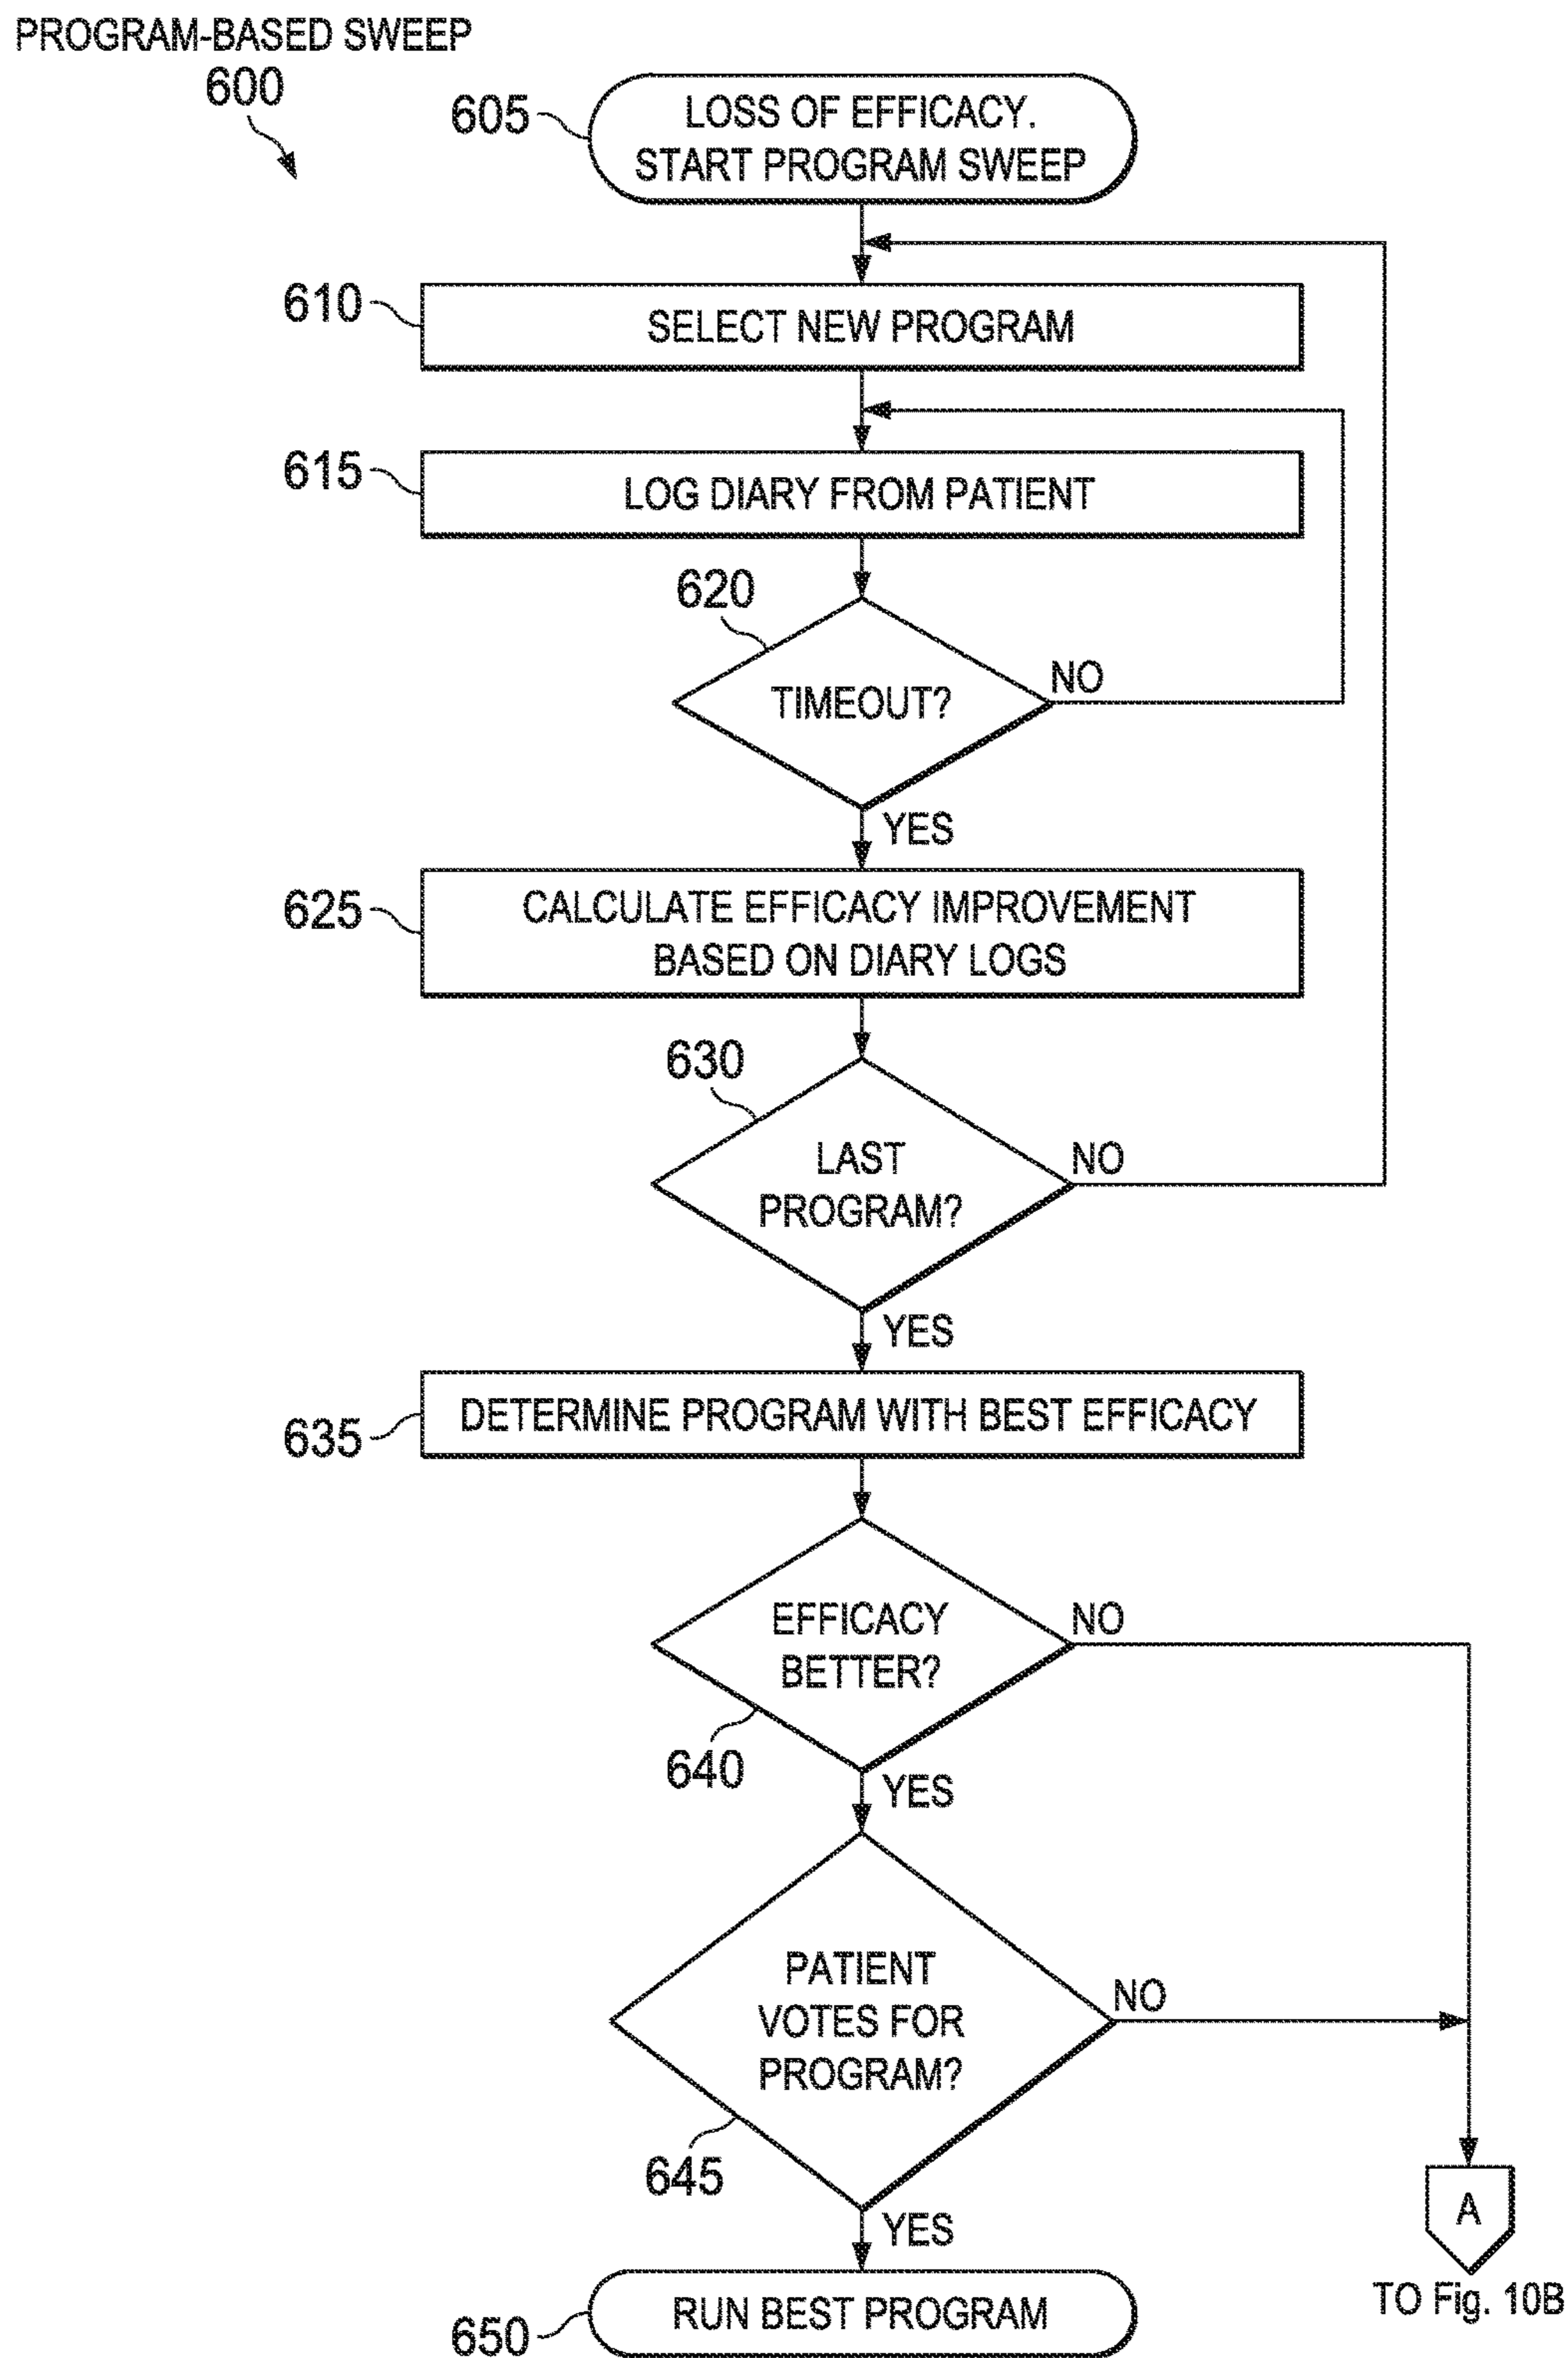 PROGRAM-BASED SWEEP
600
605
LOSS OF EFFICACY.
START PROGRAM SWEEP
610
SELECT NEW PROGRAM
615
LOG DIARY FROM PATIENT
620
TIMEOUT?
NO
YES
625
CALCULATE EFFICACY IMPROVEMENT
BASED ON DIARY LOGS
630
LAST
PROGRAM?
NO
YES
635
DETERMINE PROGRAM WITH BEST EFFICACY
EFFICACY
BETTER?
NO
640
YES
PATIENT
VOTES FOR
PROGRAM?
NO
645
YES
A
TO Fig. 10B
650
RUN BEST PROGRAM